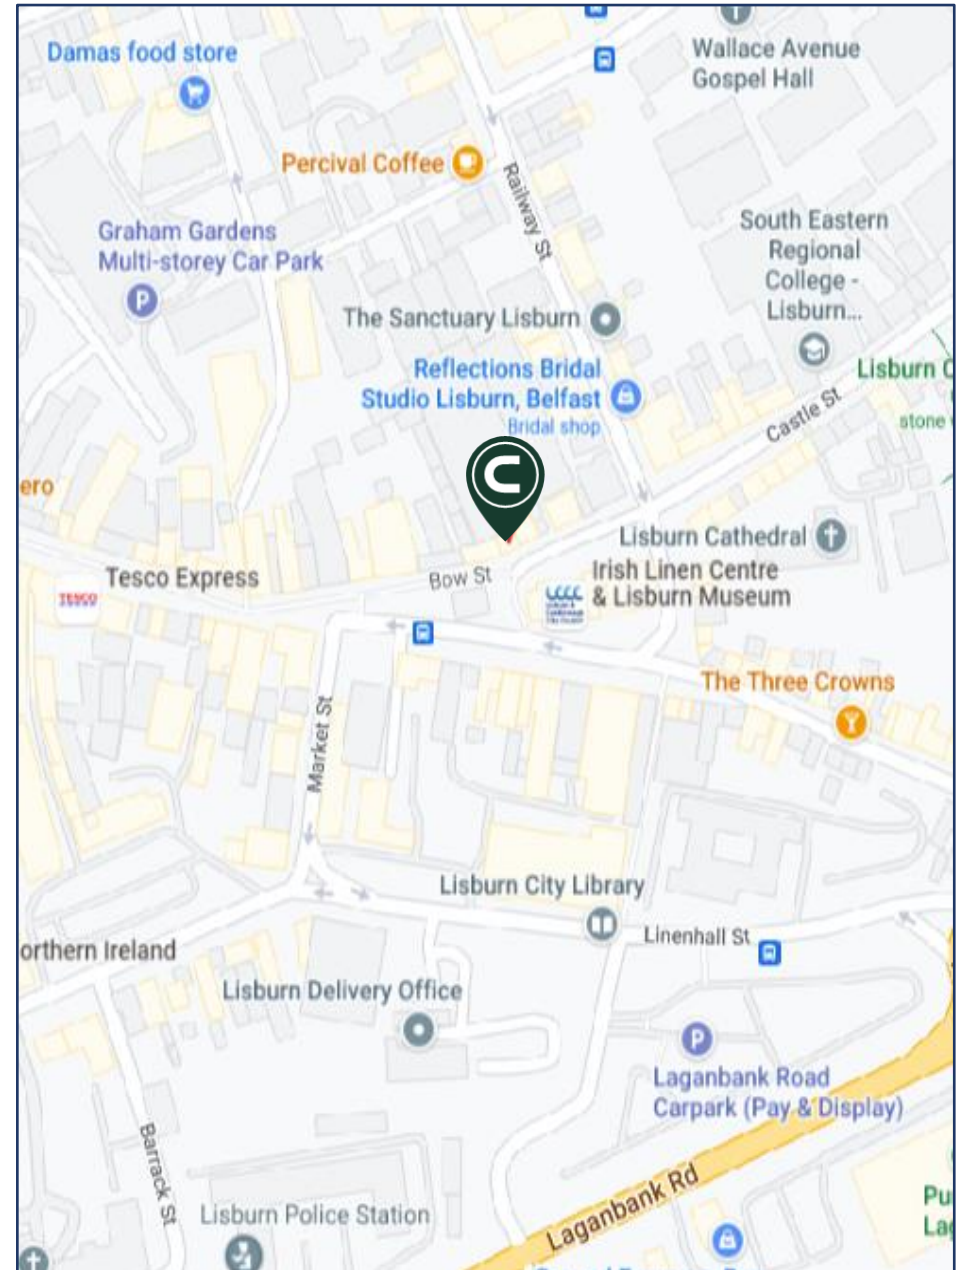 Damas food store
Wallace Avenue
Gospel Hall
Percival Coffee
Railway St
Graham Gardens
Multi-storey Car Park
P
South Eastern
Regional
College -
Lisburn...
The Sanctuary Lisburn
Reflections Bridal
Studio Lisburn, Belfast
Bridal shop
Lisburn C
stone
Castle St
C
ero
Lisburn Cathedral
Tesco Express
TESCO
Bow St
Irish Linen Centre
& Lisburn Museum
LCCC
The Three Crowns
Market St
Lisburn City Library
Linenhall St
orthern Ireland
Lisburn Delivery Office
P
Laganbank Road
Carpark (Pay & Display)
Barrack St
Laganbank Rd
Lisburn Police Station
Pu
Lag